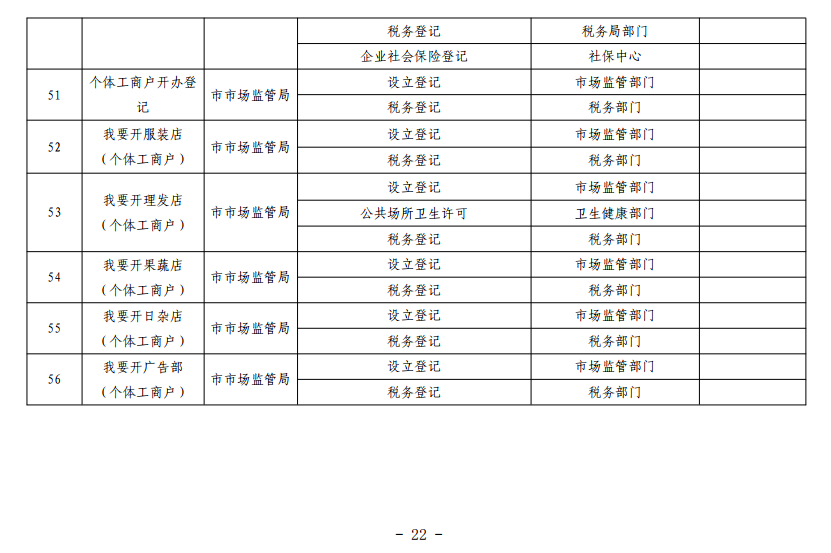 税务登记 税务局部门
企业社会保险登记 社保中心
51 个体工商户开办登记 市市场监管局 设立登记 市场监管部门
税务登记 税务部门
52 我要开服装店（个体工商户） 市市场监管局 设立登记 市场监管部门
税务登记 税务部门
53 我要开理发店（个体工商户） 市市场监管局 设立登记 市场监管部门
公共场所卫生许可 卫生健康部门
税务登记 税务部门
54 我要开果蔬店（个体工商户） 市市场监管局 设立登记 市场监管部门
税务登记 税务部门
55 我要开日杂店（个体工商户） 市市场监管局 设立登记 市场监管部门
税务登记 税务部门
56 我要开广告部（个体工商户） 市市场监管局 设立登记 市场监管部门
税务登记 税务部门
- 22 -